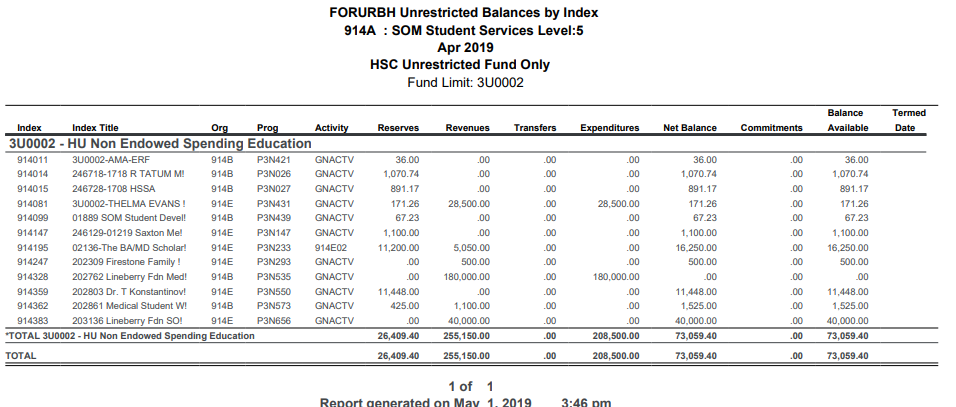 FORURBH Unrestricted Balances by Index
914A : SOM Student Services Level:5
Apr 2019
HSC Unrestricted Fund Only
Fund Limit: 3U0002
Balance Termed
Index Index Title Org Prog Activity Reserves Revenues Transfers Expenditures Net Balance Commitments Available Date
3U0002 - HU Non Endowed Spending Education
914011 3U0002-AMA-ERF 914B P3N421 GNACTV 36.00 .00 .00 .00 36.00 .00 36.00
914014 246718-1718 R TATUM M! 914B P3N026 GNACTV 1,070.74 .00 .00 .00 1,070.74 .00 1,070.74
914015 246728-1708 HSSA 914B P3N027 GNACTV 891.17 .00 .00 .00 891.17 .00 891.17
914081 3U0002-THELMA EVANS ! 914E P3N431 GNACTV 171.26 28,500.00 .00 28,500.00 171.26 .00 171.26
914099 01889 SOM Student Devel! 914B P3N439 GNACTV 67.23 .00 .00 .00 67.23 .00 67.23
914147 246129-01219 Saxton Me! 914E P3N147 GNACTV 1,100.00 .00 .00 .00 1,100.00 .00 1,100.00
914195 02136-The BA/MD Scholar! 914E P3N233 914E02 11,200.00 5,050.00 .00 .00 16,250.00 .00 16,250.00
914247 202309 Firestone Family ! 914E P3N293 GNACTV .00 500.00 .00 .00 500.00 .00 500.00
914328 202762 Lineberry Fdn Med! 914B P3N535 GNACTV .00 180,000.00 .00 180,000.00 .00 .00 .00
914359 202803 Dr. T Konstantinov! 914E P3N550 GNACTV 11,448.00 .00 .00 .00 11,448.00 .00 11,448.00
914362 202861 Medical Student W! 914B P3N573 GNACTV 425.00 1,100.00 .00 .00 1,525.00 .00 1,525.00
914383 203136 Lineberry Fdn SO! 914E P3N656 GNACTV .00 40,000.00 .00 .00 40,000.00 .00 40,000.00
*TOTAL 3U0002 - HU Non Endowed Spending Education 26,409.40 255,150.00 .00 208,500.00 73,059.40 .00 73,059.40
TOTAL 26,409.40 255,150.00 .00 208,500.00 73,059.40 .00 73,059.40
1 of 1
Report generated on May 1, 2019 3:46 pm